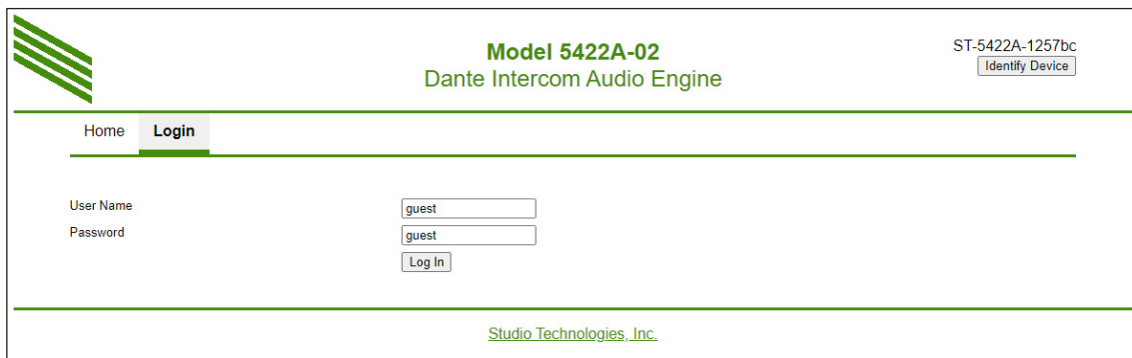 Model 5422A-02
Dante Intercom Audio Engine
ST-5422A-1257bc
Identify Device
Home
Login
User Name
guest
Password
guest
Log In
Studio Technologies, Inc.